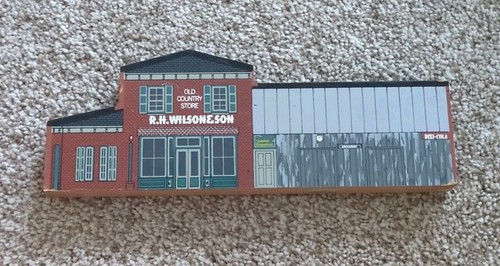 OLD
COUNTRY
STORE
R.H. WILSON & SON